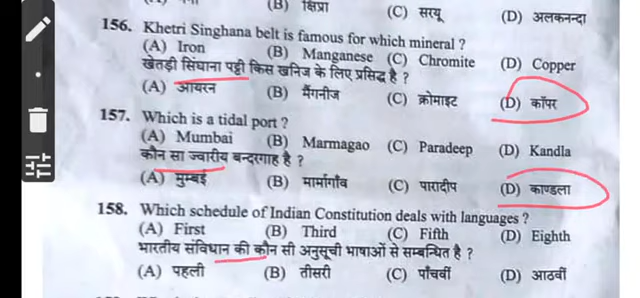 (B) क्षिप्रा (C) सरयू (D) अलकनन्दा
156. Khetri Singhana belt is famous for which mineral ?
(A) Iron (B) Manganese (C) Chromite (D) Copper
खेतड़ी सिंघाना पट्टी किस खनिज के लिए प्रसिद्ध है ?
(A) आयरन (B) मैंगनीज (C) क्रोमाइट (D) कॉपर
157. Which is a tidal port ?
(A) Mumbai (B) Marmagao (C) Paradeep (D) Kandla
कौन सा ज्वारीय बन्दरगाह है ?
(A) मुम्बई (B) मार्मागाँव (C) पारादीप (D) काण्डला
158. Which schedule of Indian Constitution deals with languages ?
(A) First (B) Third (C) Fifth (D) Eighth
भारतीय संविधान की कौन सी अनुसूची भाषाओं से सम्बन्धित है ?
(A) पहली (B) तीसरी (C) पाँचवीं (D) आठवीं